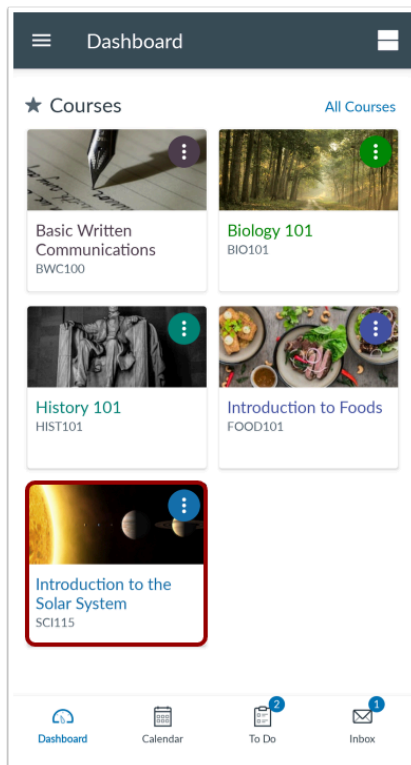 Dashboard
Courses
All Courses
Basic Written
Communications
BWC100
Biology 101
BIO101
History 101
HIST101
Introduction to Foods
FOOD101
Introduction to the
Solar System
SCI115
2
1
Dashboard
Calendar
To Do
Inbox